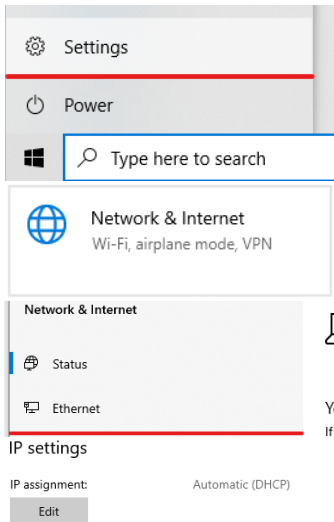 Settings
Power
Type here to search
Network & Internet
Wi-Fi, airplane mode, VPN
Network & Internet
Status
Ethernet
IP settings
IP assignment: Automatic (DHCP)
Edit